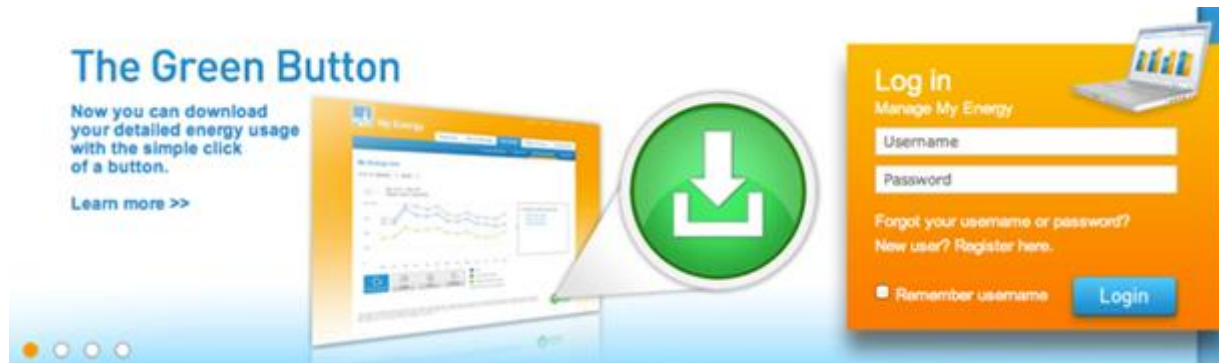 The Green Button
Now you can download
your detailed energy usage
with the simple click
of a button.
Learn more >>
My Energy
Log in
Manage My Energy
Username
Password
Forgot your username or password?
New user? Register here.
Remember username
Login